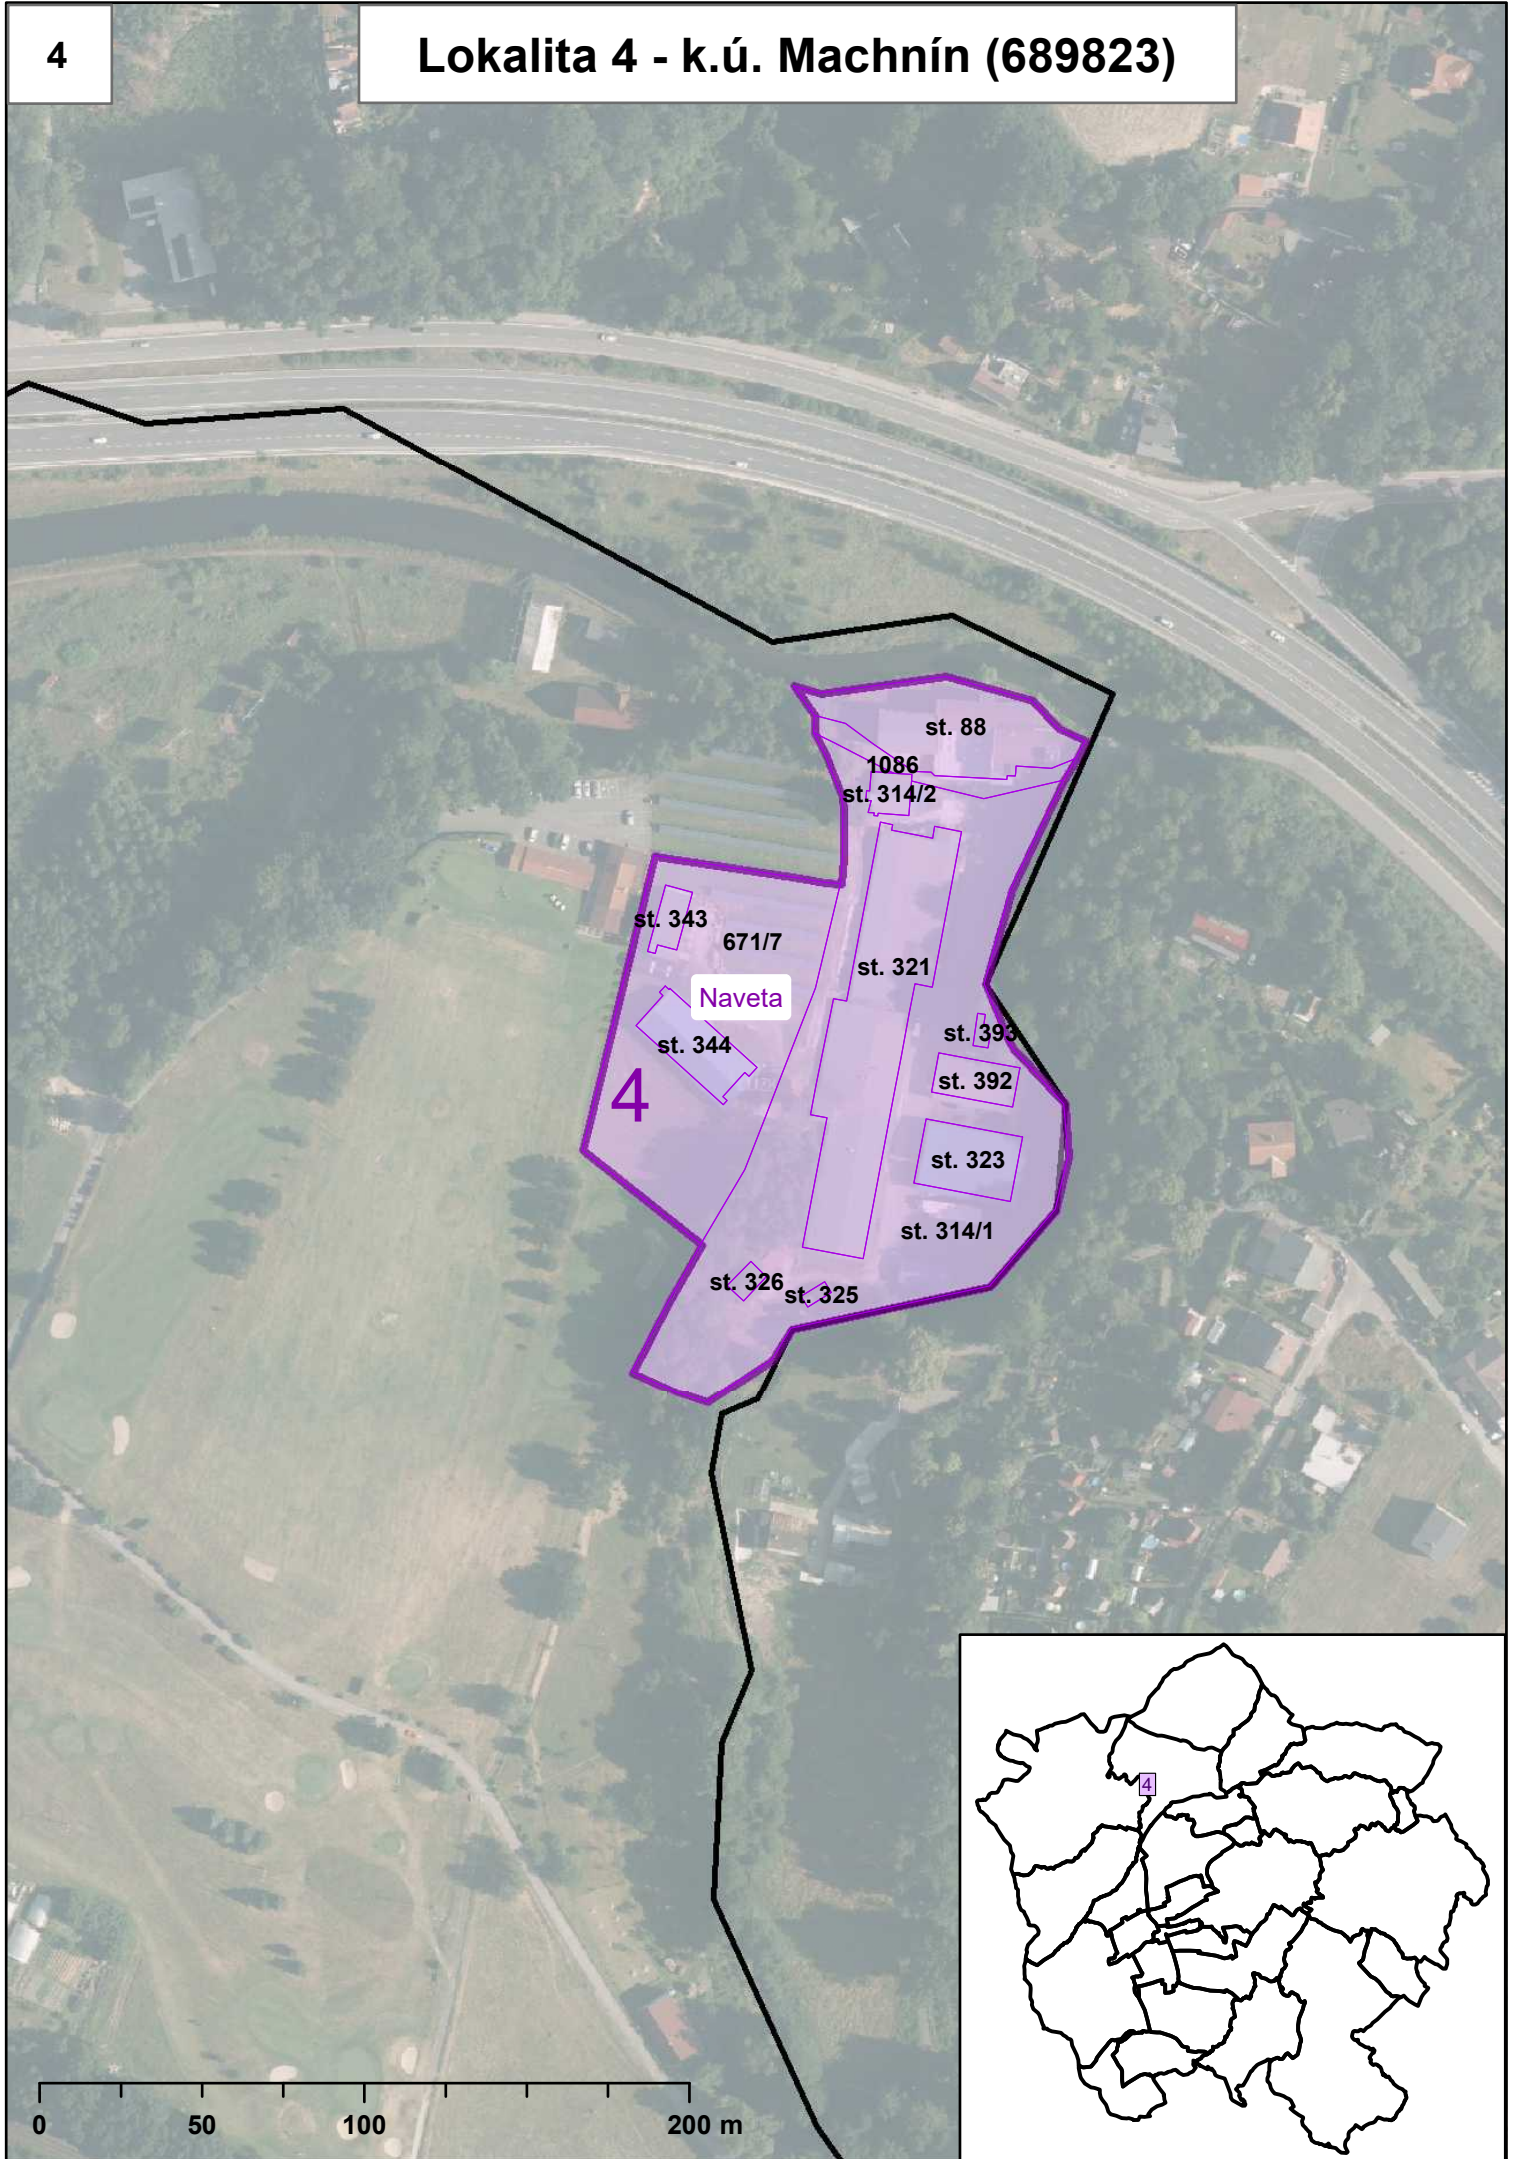 4
Lokalita 4 - k.ú. Machnín (689823)
st. 88
1086
st. 314/2
st. 343
671/7
st. 321
Naveta
st. 393
st. 344
st. 392
4
st. 323
st. 314/1
st. 326
st. 325
4
0 50 100 200 m